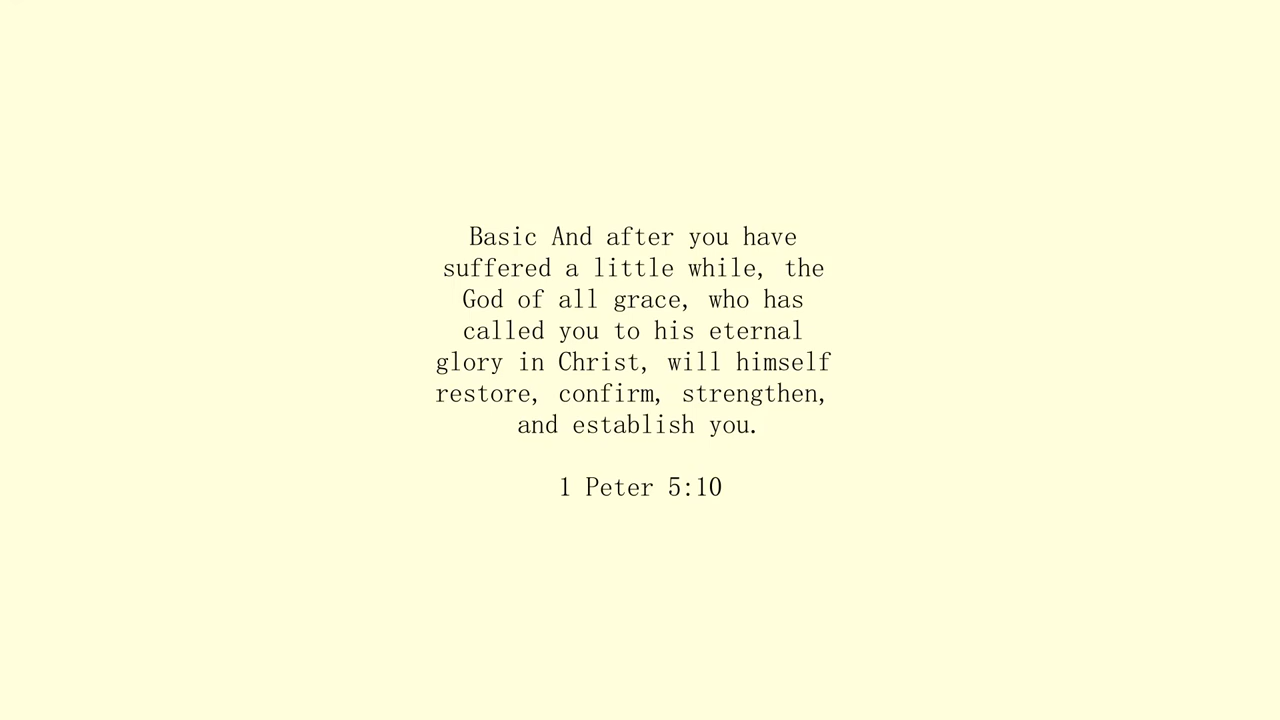 Basic And after you have
suffered a little while, the
God of all grace, who has
called you to his eternal
glory in Christ, will himself
restore, confirm, strengthen,
and establish you.
1 Peter 5:10